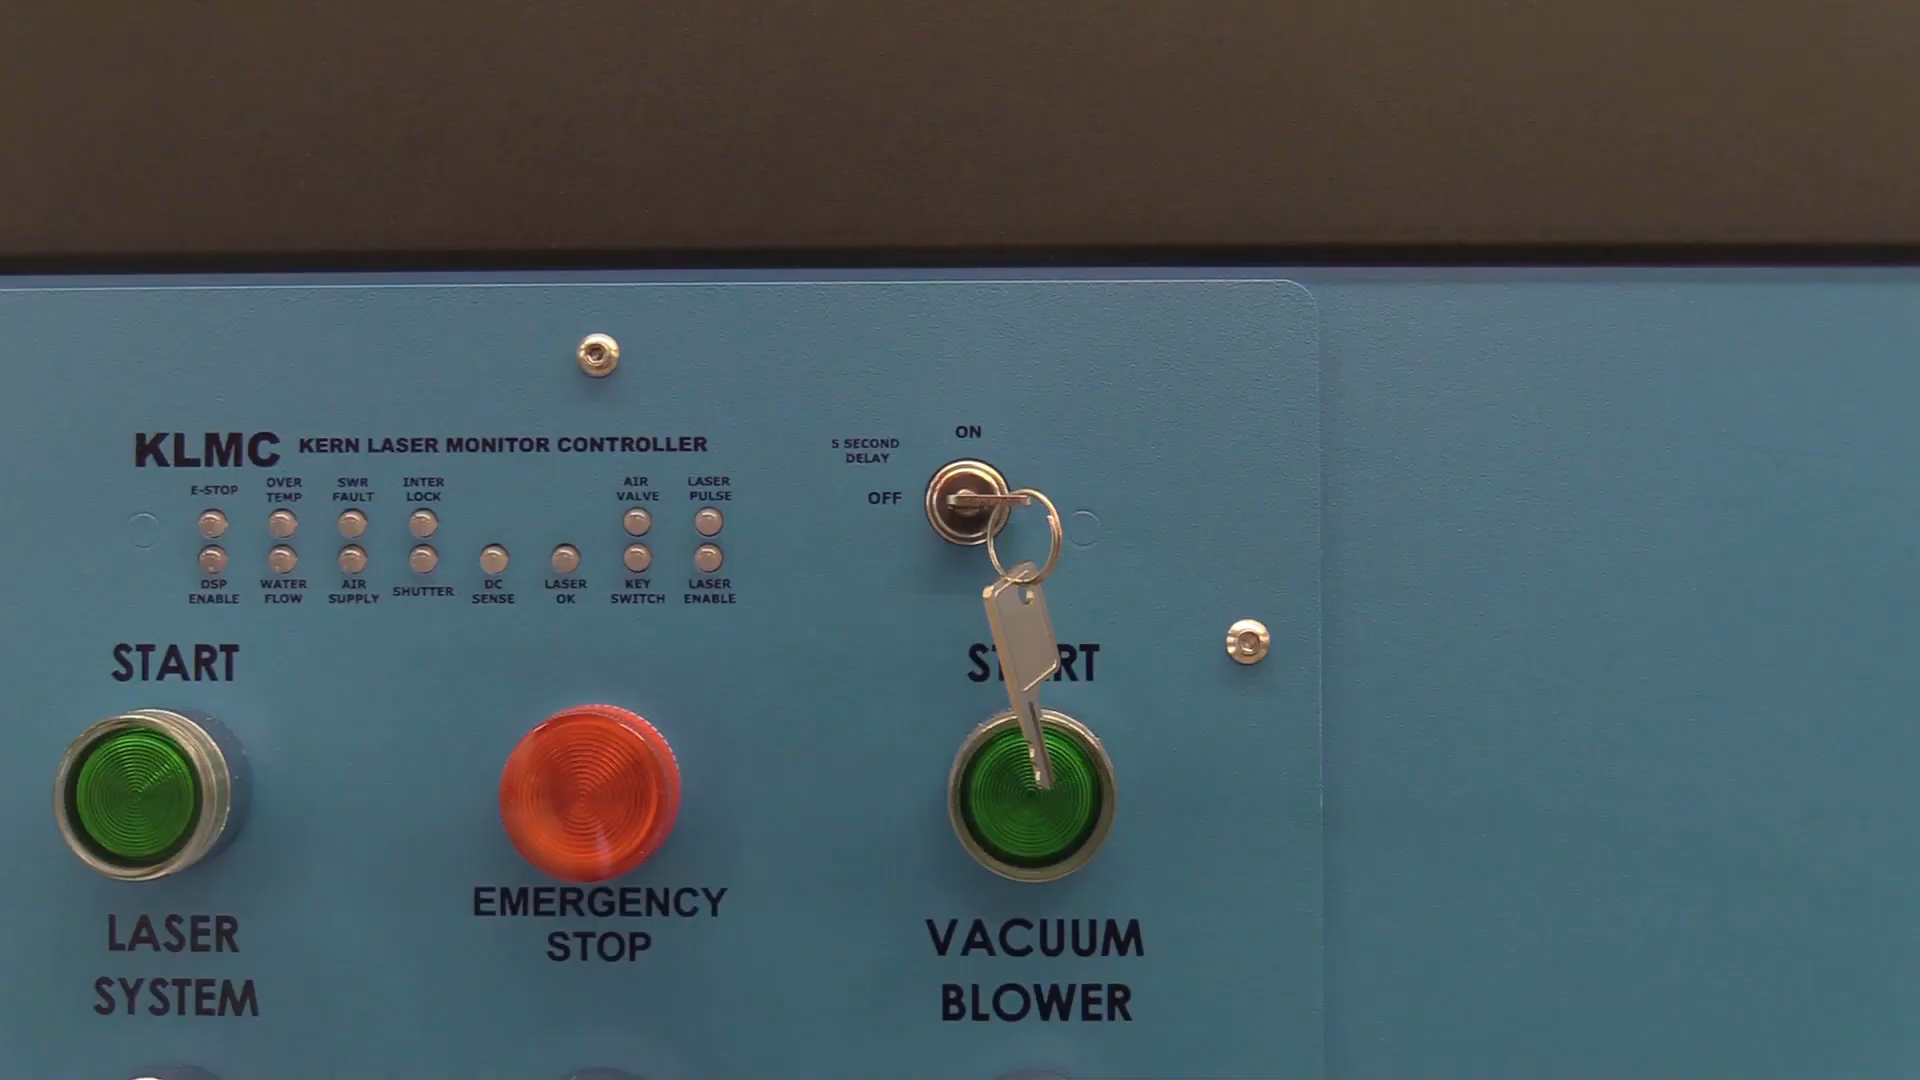 KLMC KERN LASER MONITOR CONTROLLER
E-STOP
OVER
TEMP
SWR
FAULT
INTER
LOCK
AIR
VALVE
LASER
PULSE
DSP
ENABLE
WATER
FLOW
AIR
SUPPLY
SHUTTER
DC
SENSE
LASER
OK
KEY
SWITCH
LASER
ENABLE
ON
5 SECOND
DELAY
OFF
START
LASER
SYSTEM
EMERGENCY
STOP
START
VACUUM
BLOWER